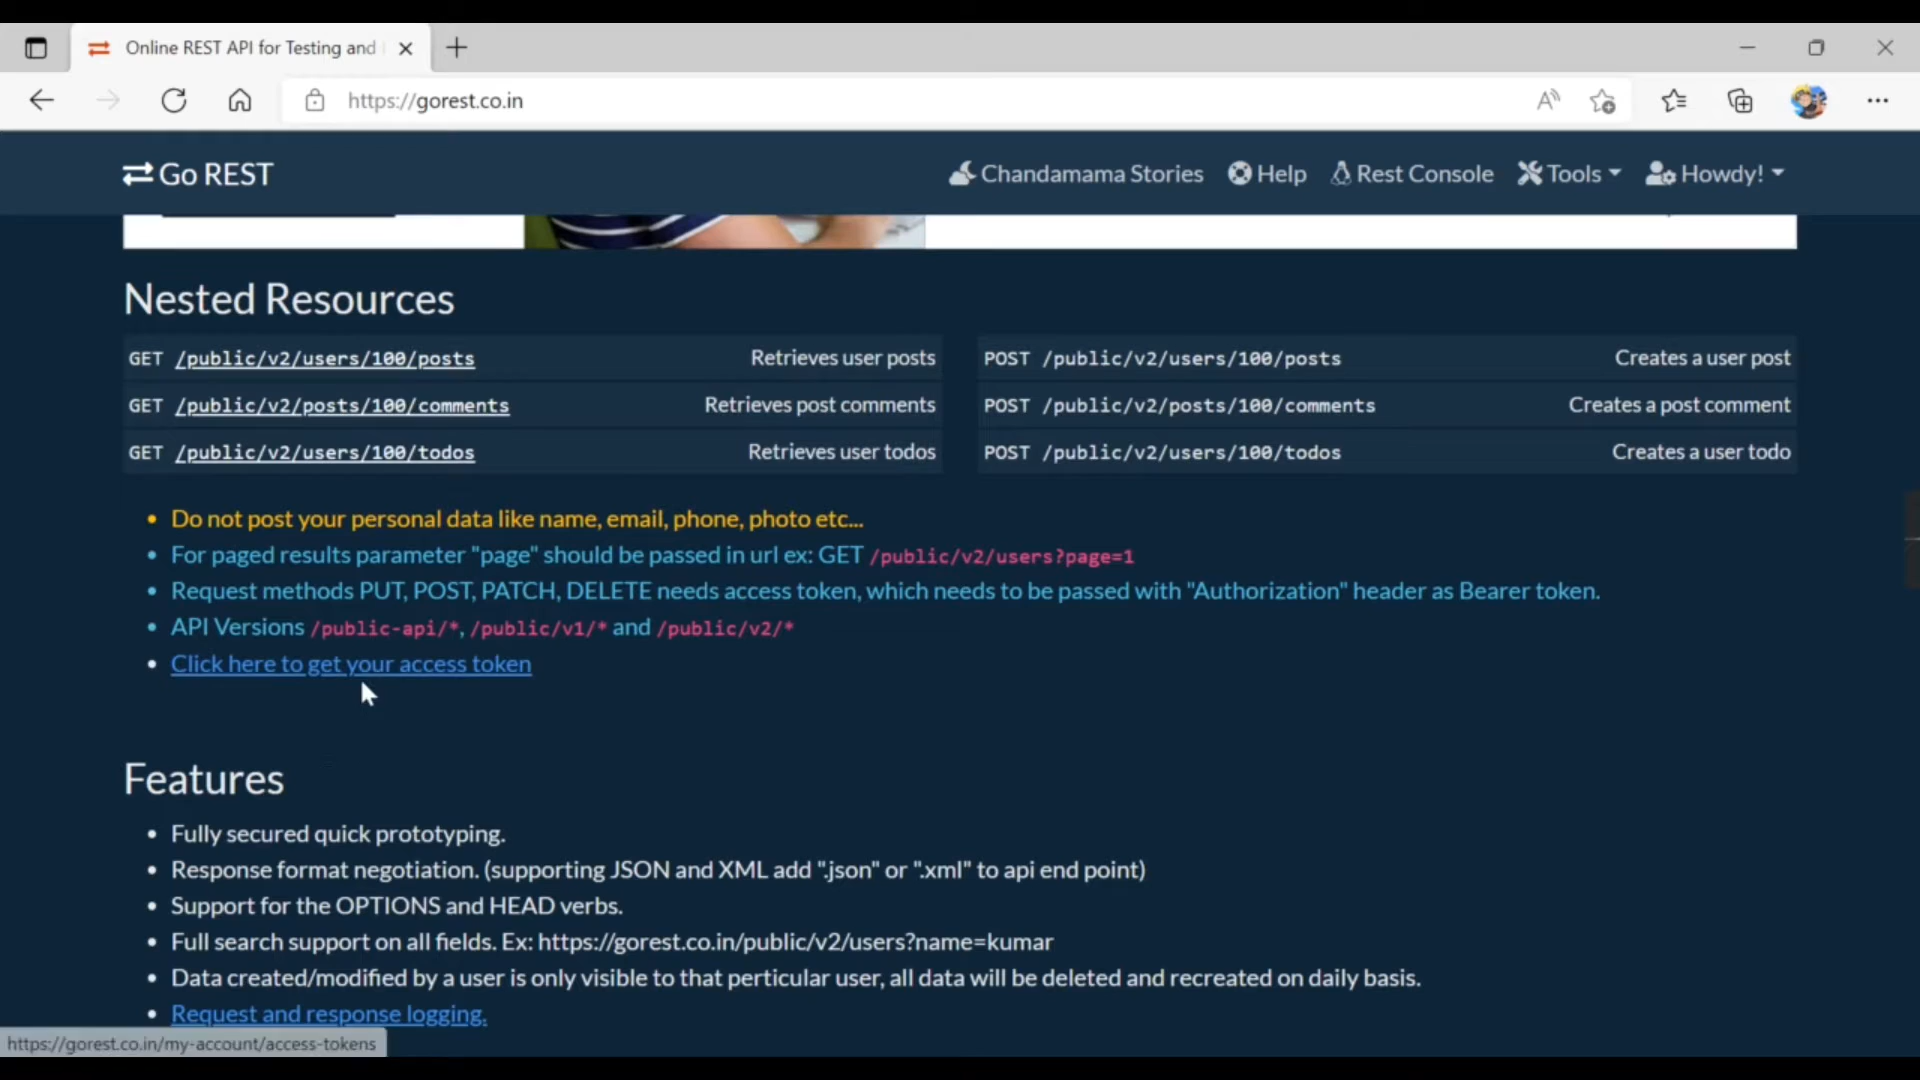 Online REST API for Testing and
https://gorest.co.in
Go REST
Chandamama Stories
Help
Rest Console
Tools
Howdy!
Nested Resources
GET /public/v2/users/100/posts Retrieves user posts
POST /public/v2/users/100/posts Creates a user post
GET /public/v2/posts/100/comments Retrieves post comments
POST /public/v2/posts/100/comments Creates a post comment
GET /public/v2/users/100/todos Retrieves user todos
POST /public/v2/users/100/todos Creates a user todo
Do not post your personal data like name, email, phone, photo etc...
For paged results parameter "page" should be passed in url ex: GET /public/v2/users?page=1
Request methods PUT, POST, PATCH, DELETE needs access token, which needs to be passed with "Authorization" header as Bearer token.
API Versions /public-api/*, /public/v1/* and /public/v2/*
Click here to get your access token
Features
Fully secured quick prototyping.
Response format negotiation. (supporting JSON and XML add ".json" or ".xml" to api end point)
Support for the OPTIONS and HEAD verbs.
Full search support on all fields. Ex: https://gorest.co.in/public/v2/users?name=kumar
Data created/modified by a user is only visible to that perticular user, all data will be deleted and recreated on daily basis.
Request and response logging.
https://gorest.co.in/my-account/access-tokens